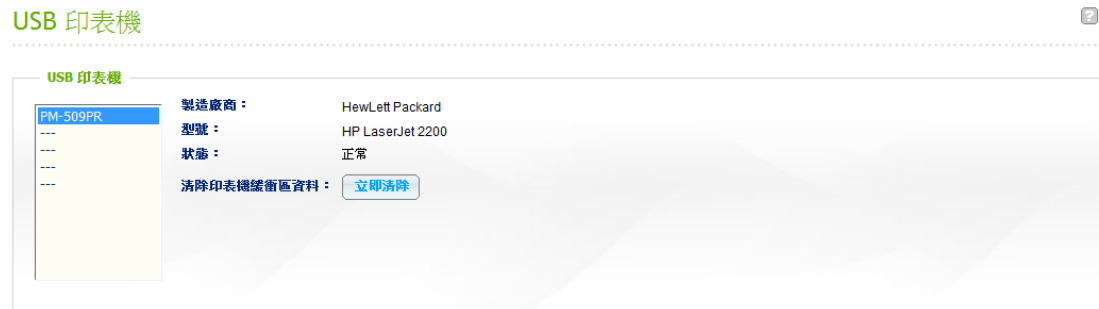 USB 印表機
?
USB 印表機
PM-509PR
---
---
---
---
製造廠商：
HewLett Packard
型號：
HP LaserJet 2200
狀態：
正常
清除印表機緩衝區資料：
立即清除